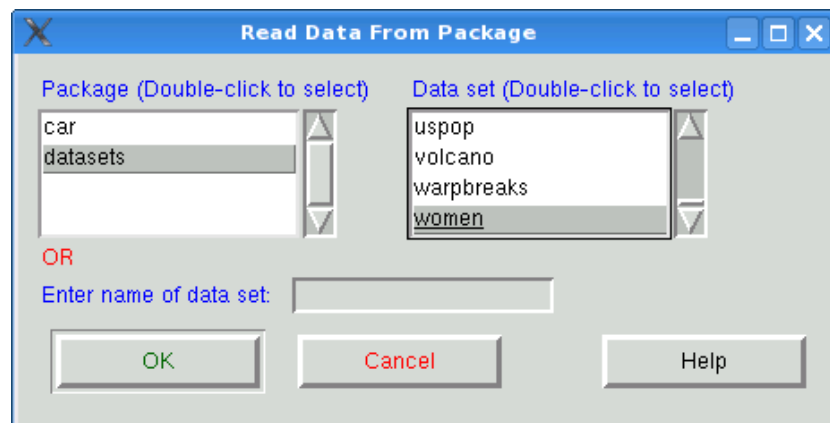 Read Data From Package
Package (Double-click to select)
Data set (Double-click to select)
car
datasets
uspop
volcano
warpbreaks
women
OR
Enter name of data set:
OK
Cancel
Help